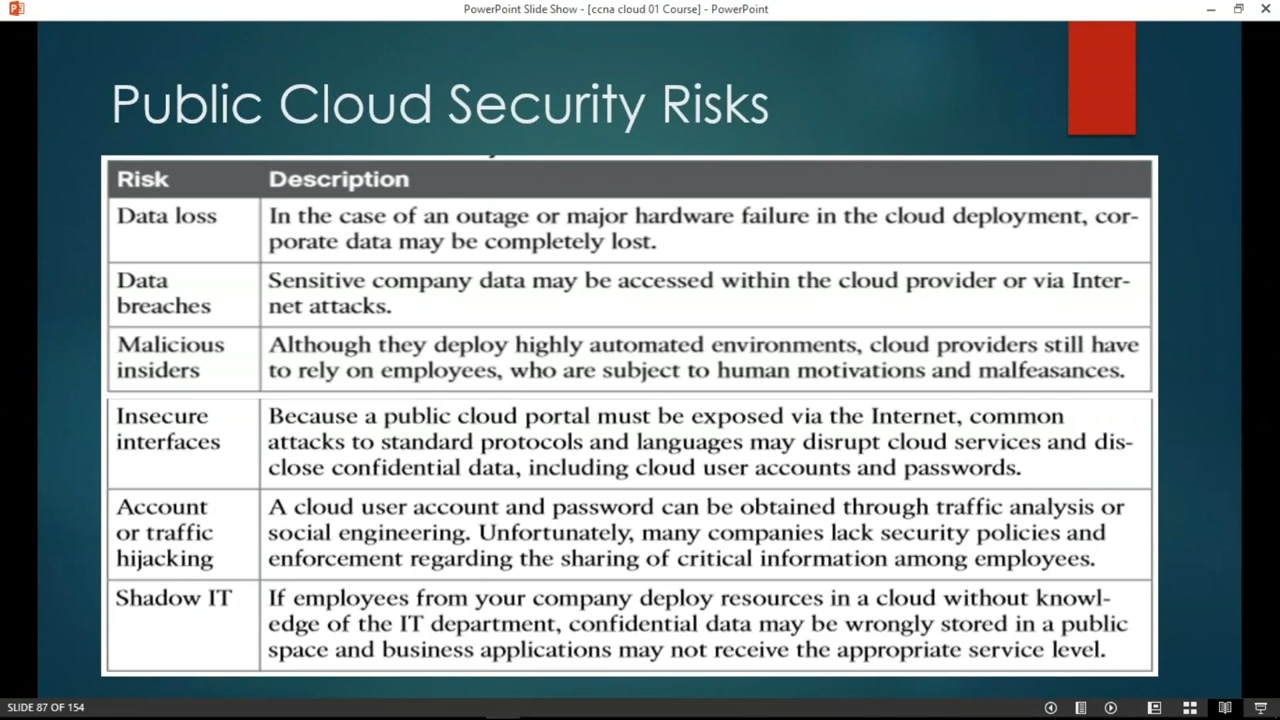 PowerPoint Slide Show - [ccna cloud 01 Course] - PowerPoint
Public Cloud Security Risks
Risk Description
Data loss In the case of an outage or major hardware failure in the cloud deployment, cor-
porate data may be completely lost.
Data Sensitive company data may be accessed within the cloud provider or via Inter-
breaches net attacks.
Malicious Although they deploy highly automated environments, cloud providers still have
insiders to rely on employees, who are subject to human motivations and malfeasances.
Insecure Because a public cloud portal must be exposed via the Internet, common
interfaces attacks to standard protocols and languages may disrupt cloud services and dis-
close confidential data, including cloud user accounts and passwords.
Account A cloud user account and password can be obtained through traffic analysis or
or traffic social engineering. Unfortunately, many companies lack security policies and
hijacking enforcement regarding the sharing of critical information among employees.
Shadow IT If employees from your company deploy resources in a cloud without knowl-
edge of the IT department, confidential data may be wrongly stored in a public
space and business applications may not receive the appropriate service level.
SLIDE 87 OF 154